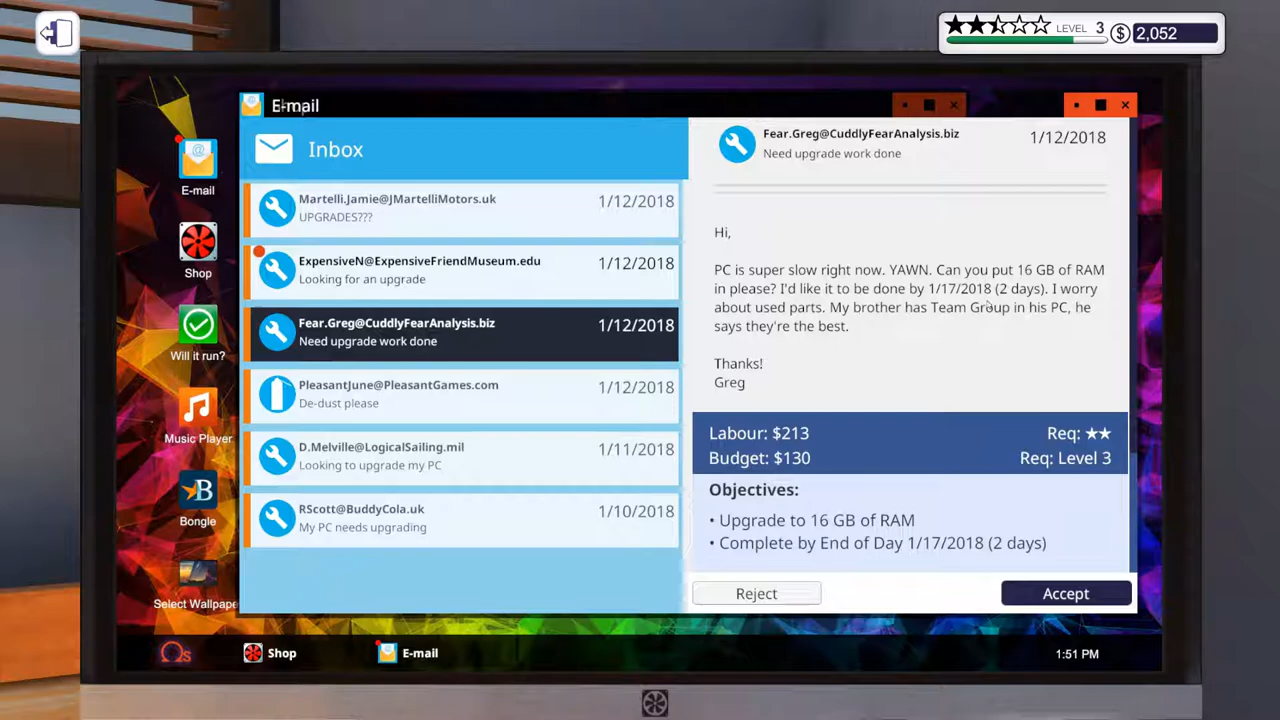 LEVEL 3
$ 2,052
E-mail
Inbox
Martelli.Jamie@JMartelliMotors.uk 1/12/2018
UPGRADES???
ExpensiveN@ExpensiveFriendMuseum.edu 1/12/2018
Looking for an upgrade
Fear.Greg@CuddlyFearAnalysis.biz 1/12/2018
Need upgrade work done
PleasantJune@PleasantGames.com 1/12/2018
De-dust please
D.Melville@LogicalSailing.mil 1/11/2018
Looking to upgrade my PC
RScott@BuddyCola.uk 1/10/2018
My PC needs upgrading
Fear.Greg@CuddlyFearAnalysis.biz 1/12/2018
Need upgrade work done
Hi,
PC is super slow right now. YAWN. Can you put 16 GB of RAM
in please? I'd like it to be done by 1/17/2018 (2 days). I worry
about used parts. My brother has Team Group in his PC, he
says they're the best.
Thanks!
Greg
Labour: $213 Req: ★★
Budget: $130 Req: Level 3
Objectives:
• Upgrade to 16 GB of RAM
• Complete by End of Day 1/17/2018 (2 days)
Reject Accept
E-mail
Shop
Will it run?
Music Player
Bongle
Select Wallpape
Ωs Shop E-mail 1:51 PM